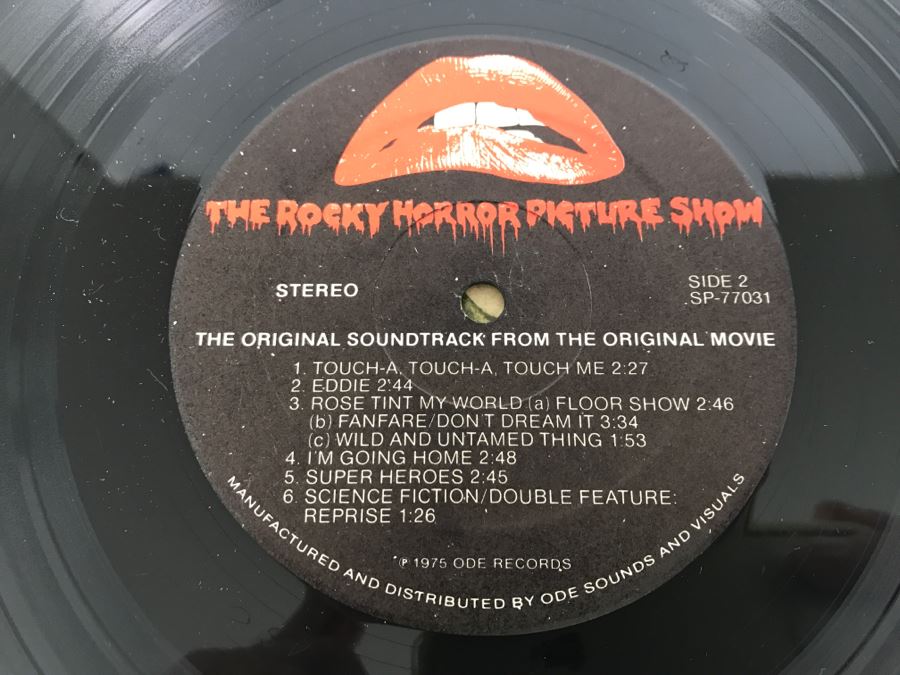 THE ROCKY HORROR PICTURE SHOW
STEREO
SIDE 2
SP-77031
THE ORIGINAL SOUNDTRACK FROM THE ORIGINAL MOVIE
1. TOUCH-A, TOUCH-A, TOUCH ME 2:27
2. EDDIE 2:44
3. ROSE TINT MY WORLD (a) FLOOR SHOW 2:46
(b) FANFARE/DON'T DREAM IT 3:34
(c) WILD AND UNTAMED THING 1:53
4. I'M GOING HOME 2:48
5. SUPER HEROES 2:45
6. SCIENCE FICTION/DOUBLE FEATURE:
REPRISE 1:26
℗ 1975 ODE RECORDS
MANUFACTURED AND DISTRIBUTED BY ODE SOUNDS AND VISUALS